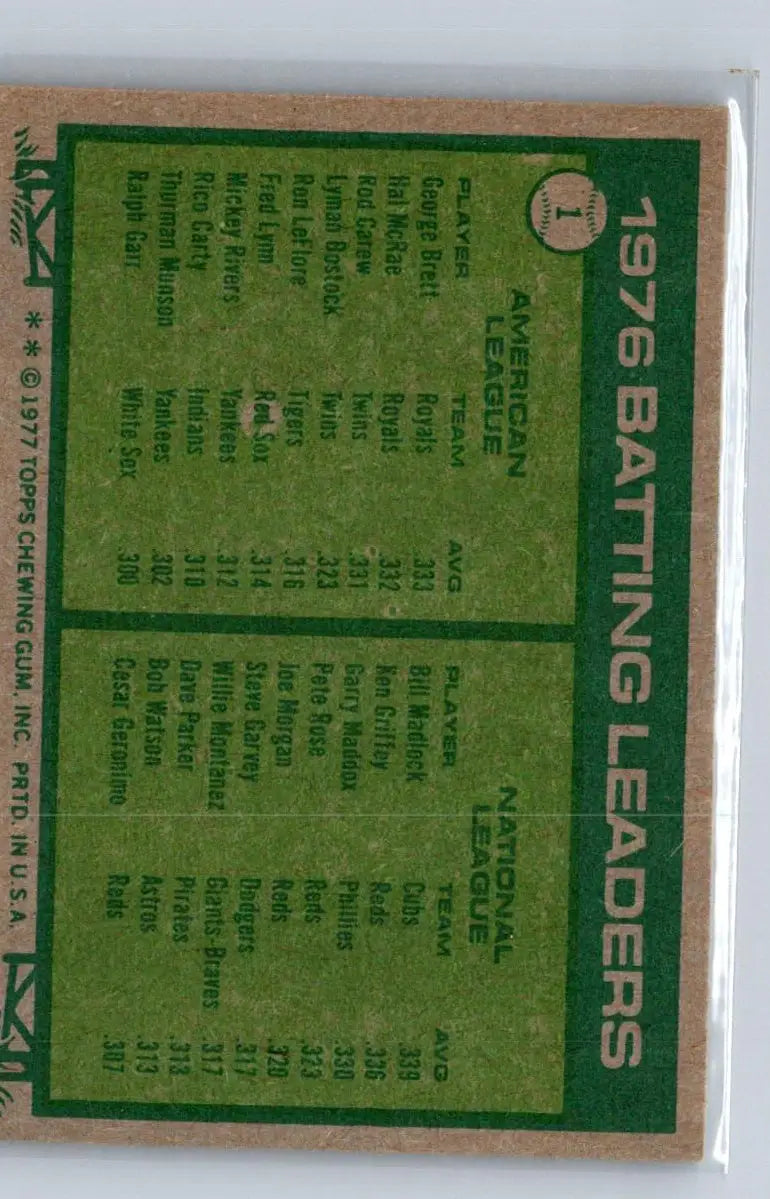 1976 BATTING LEADERS
1
AMERICAN
LEAGUE
PLAYER TEAM AVG
George Brett Royals .333
Hal McRae Royals .332
Rod Carew Twins .331
Lyman Bostock Twins .323
Ron LeFlore Tigers .316
Fred Lynn Red Sox .314
Mickey Rivers Yankees .312
Rico Carty Indians .310
Thurman Munson Yankees .302
Ralph Garr White Sox .300
NATIONAL
LEAGUE
PLAYER TEAM AVG
Bill Madlock Cubs .339
Ken Griffey Reds .336
Garry Maddox Phillies .330
Pete Rose Reds .323
Joe Morgan Reds .320
Steve Garvey Dodgers .317
Willie Montanez Giants-Braves .317
Dave Parker Pirates .313
Bob Watson Astros .313
Cesar Geronimo Reds .307
** © 1977 TOPPS CHEWING GUM, INC. PRTD. IN U.S.A.